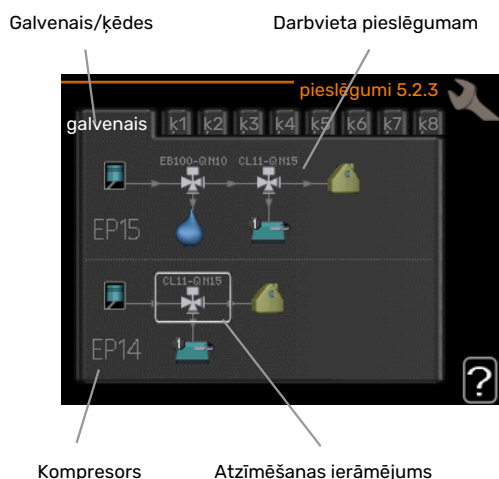 Galvenais/ķēdes
Darbvieta pieslēgumam
pieslēgumi 5.2.3
galvenais ķ1 ķ2 ķ3 ķ4 ķ5 ķ6 ķ7 ķ8
EB100-QN10 CL11-QN15
1
EP15
CL11-QN15
1
EP14
?
Kompresors
Atzīmēšanas ierāmējums